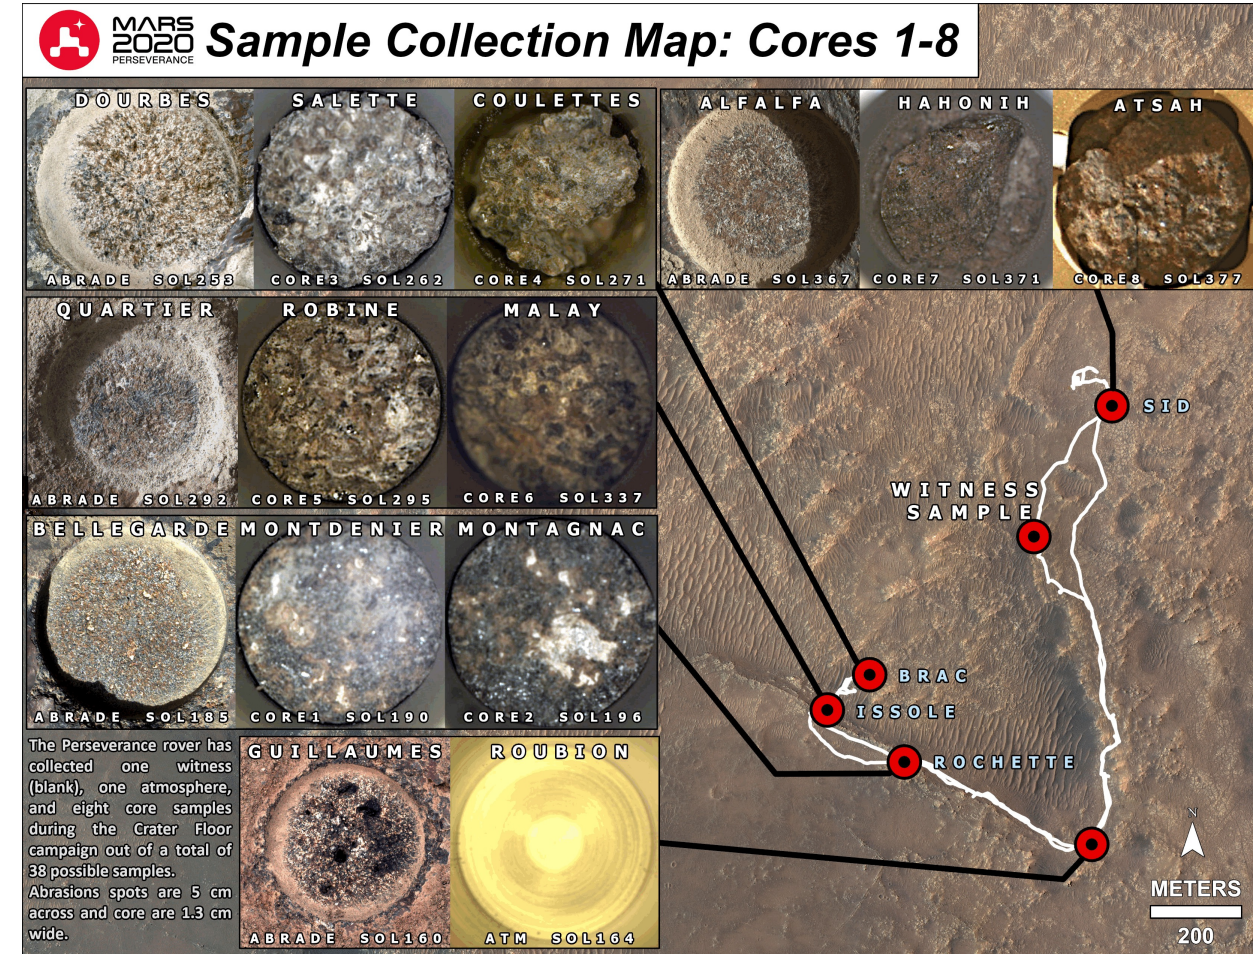 MARS
2020
PERSEVERANCE
Sample Collection Map: Cores 1-8
DOURBES
ABRADE SOL253
SALETTE
CORE3 SOL262
COULETTES
CORE4 SOL271
ALFALFA
ABRADE SOL367
HAHONIH
CORE7 SOL371
ATSAH
CORE8 SOL377
QUARTIER
ABRADE SOL292
ROBINE
CORE5 SOL295
MALAY
CORE6 SOL337
BELLEGARDE
ABRADE SOL185
MONTDENIER
CORE1 SOL190
MONTAGNAC
CORE2 SOL196
The Perseverance rover has
collected one witness
(blank), one atmosphere,
and eight core samples
during the Crater Floor
campaign out of a total of
38 possible samples.
Abrasions spots are 5 cm
across and core are 1.3 cm
wide.
GUILLAUMES
ABRADE SOL160
ROUBION
ATM SOL164
SID
WITNESS
SAMPLE
BRAC
ISSOLE
ROCHETTE
N
METERS
200